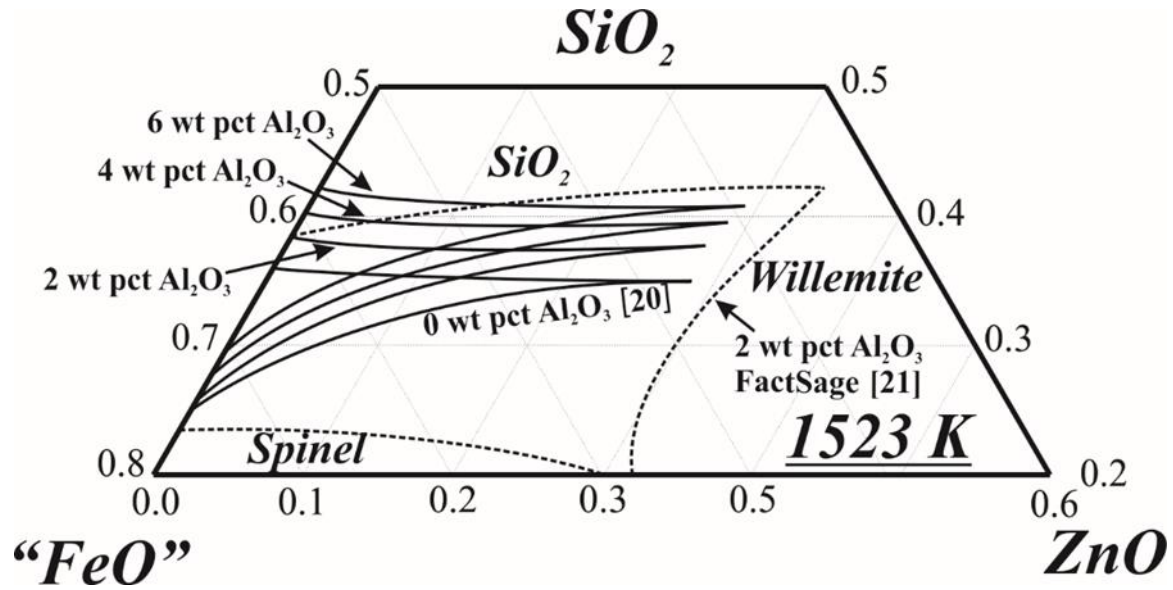 SiO2
0.5
0.5
6 wt pct Al2O3
4 wt pct Al2O3
SiO2
0.6
0.4
2 wt pct Al2O3
Willemite
0 wt pct Al2O3 [20]
0.7
0.3
2 wt pct Al2O3
FactSage [21]
1523 K
Spinel
0.8
0.2
0.0
0.1
0.2
0.3
0.5
0.6
“FeO”
ZnO